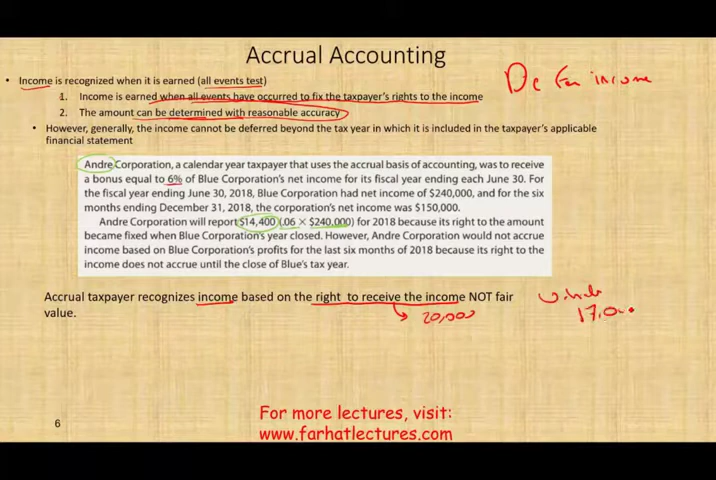 Accrual Accounting
• Income is recognized when it is earned (all events test)
1. Income is earned when all events have occurred to fix the taxpayer's rights to the income
2. The amount can be determined with reasonable accuracy
• However, generally, the income cannot be deferred beyond the tax year in which it is included in the taxpayer's applicable
financial statement
income
Andre Corporation, a calendar year taxpayer that uses the accrual basis of accounting, was to receive
a bonus equal to 6% of Blue Corporation's net income for its fiscal year ending each June 30. For
the fiscal year ending June 30, 2018, Blue Corporation had net income of $240,000, and for the six
months ending December 31, 2018, the corporation's net income was $150,000.
Andre Corporation will report $14,400 (.06 × $240,000) for 2018 because its right to the amount
became fixed when Blue Corporation's year closed. However, Andre Corporation would not accrue
income based on Blue Corporation's profits for the last six months of 2018 because its right to the
income does not accrue until the close of Blue's tax year.
Accrual taxpayer recognizes income based on the right to receive the income NOT fair
value.
20,000
For more lectures, visit:
www.farhatlectures.com
6